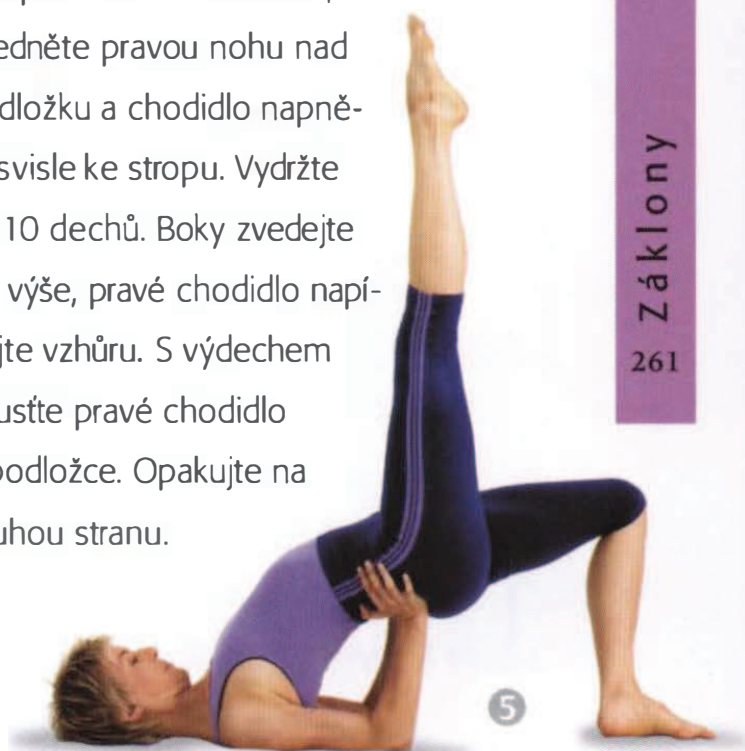 edněte pravou nohu nad
dložku a chodidlo napně-
svisle ke stropu. Vydržte
10 dechů. Boky zvedejte
výše, pravé chodidlo napí-
jte vzhůru. S výdechem
usťte pravé chodidlo
podložce. Opakujte na
uhou stranu.
Záklony
261
5